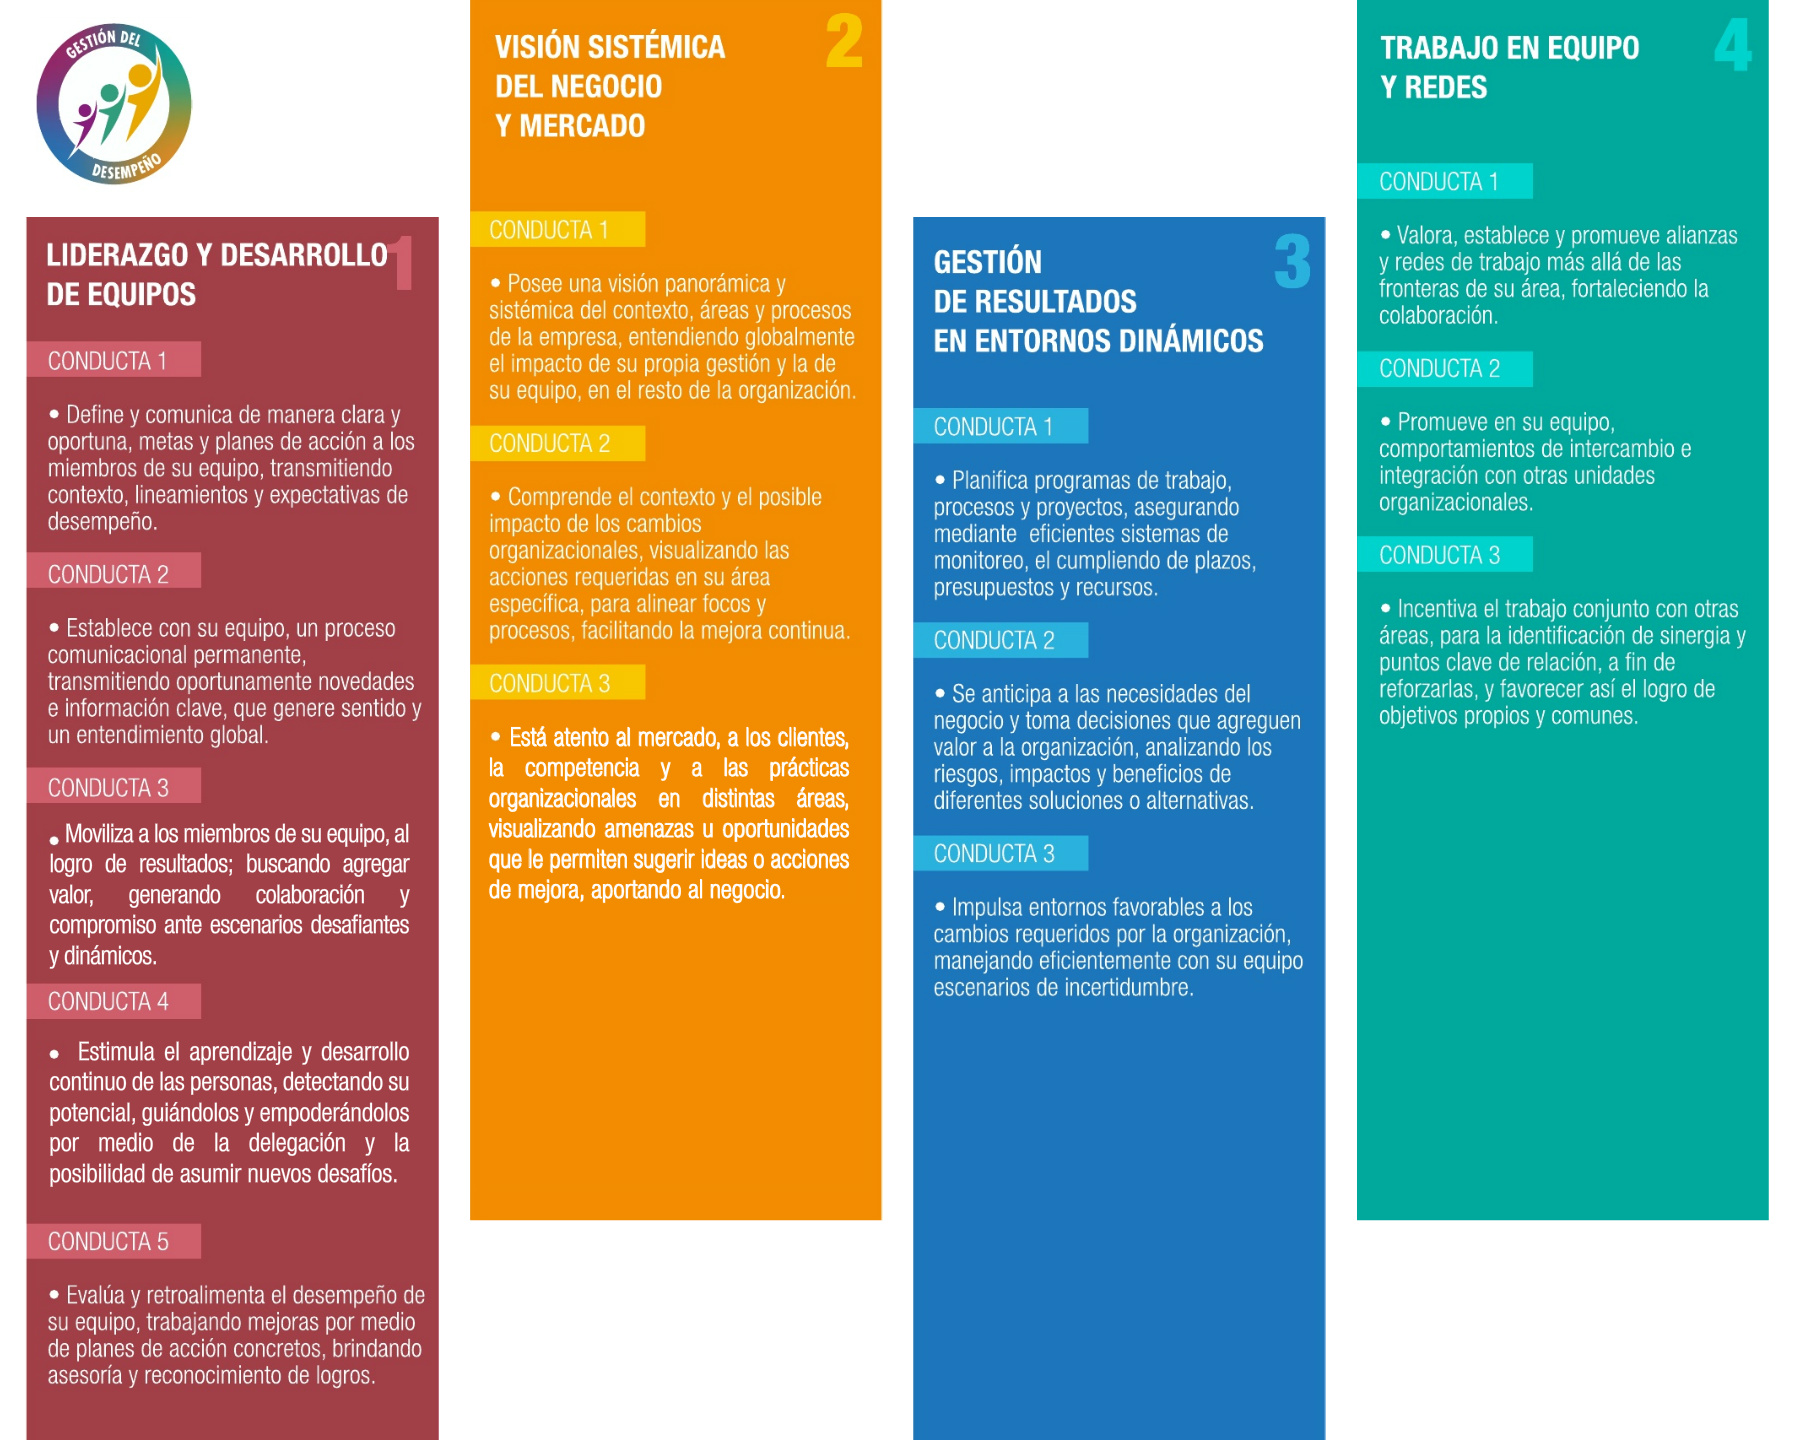 GESTIÓN DEL
DESEMPEÑO
LIDERAZGO Y DESARROLLO
DE EQUIPOS
1
CONDUCTA 1
• Define y comunica de manera clara y
oportuna, metas y planes de acción a los
miembros de su equipo, transmitiendo
contexto, lineamientos y expectativas de
desempeño.
CONDUCTA 2
• Establece con su equipo, un proceso
comunicacional permanente,
transmitiendo oportunamente novedades
e información clave, que genere sentido y
un entendimiento global.
CONDUCTA 3
• Moviliza a los miembros de su equipo, al
logro de resultados; buscando agregar
valor, generando colaboración y
compromiso ante escenarios desafiantes
y dinámicos.
CONDUCTA 4
• Estimula el aprendizaje y desarrollo
continuo de las personas, detectando su
potencial, guiándolos y empoderándolos
por medio de la delegación y la
posibilidad de asumir nuevos desafíos.
CONDUCTA 5
• Evalúa y retroalimenta el desempeño de
su equipo, trabajando mejoras por medio
de planes de acción concretos, brindando
asesoría y reconocimiento de logros.
VISIÓN SISTÉMICA
DEL NEGOCIO
Y MERCADO
2
CONDUCTA 1
• Posee una visión panorámica y
sistémica del contexto, áreas y procesos
de la empresa, entendiendo globalmente
el impacto de su propia gestión y la de
su equipo, en el resto de la organización.
CONDUCTA 2
• Comprende el contexto y el posible
impacto de los cambios
organizacionales, visualizando las
acciones requeridas en su área
específica, para alinear focos y
procesos, facilitando la mejora continua.
CONDUCTA 3
• Está atento al mercado, a los clientes,
la competencia y a las prácticas
organizacionales en distintas áreas,
visualizando amenazas u oportunidades
que le permiten sugerir ideas o acciones
de mejora, aportando al negocio.
GESTIÓN
DE RESULTADOS
EN ENTORNOS DINÁMICOS
3
CONDUCTA 1
• Planifica programas de trabajo,
procesos y proyectos, asegurando
mediante eficientes sistemas de
monitoreo, el cumpliendo de plazos,
presupuestos y recursos.
CONDUCTA 2
• Se anticipa a las necesidades del
negocio y toma decisiones que agreguen
valor a la organización, analizando los
riesgos, impactos y beneficios de
diferentes soluciones o alternativas.
CONDUCTA 3
• Impulsa entornos favorables a los
cambios requeridos por la organización,
manejando eficientemente con su equipo
escenarios de incertidumbre.
TRABAJO EN EQUIPO
Y REDES
4
CONDUCTA 1
• Valora, establece y promueve alianzas
y redes de trabajo más allá de las
fronteras de su área, fortaleciendo la
colaboración.
CONDUCTA 2
• Promueve en su equipo,
comportamientos de intercambio e
integración con otras unidades
organizacionales.
CONDUCTA 3
• Incentiva el trabajo conjunto con otras
áreas, para la identificación de sinergia y
puntos clave de relación, a fin de
reforzarlas, y favorecer así el logro de
objetivos propios y comunes.